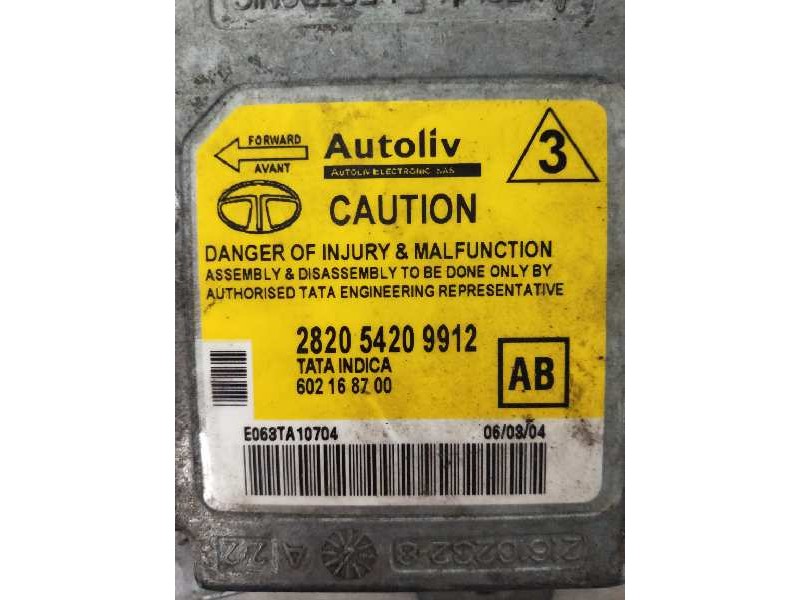 FORWARD
AVANT
Autoliv
AUTOLIV ELECTRONIC SAS
3
CAUTION
DANGER OF INJURY & MALFUNCTION
ASSEMBLY & DISASSEMBLY TO BE DONE ONLY BY
AUTHORISED TATA ENGINEERING REPRESENTATIVE
2820 5420 9912
TATA INDICA
602 16 87 00
AB
E063TA10704
06/03/04